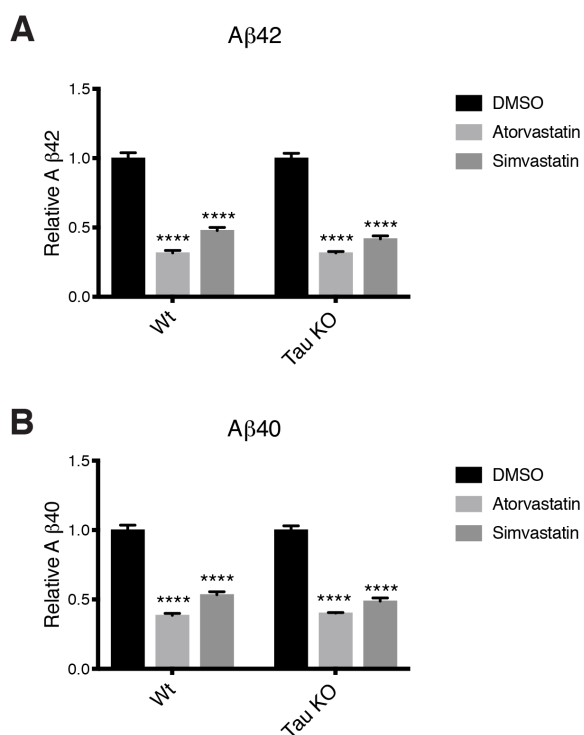 A
Aβ42
Relative A β42
1.5
1.0
0.5
0.0
****
****
****
****
Wt
Tau KO
DMSO
Atorvastatin
Simvastatin
B
Aβ40
Relative A β40
1.5
1.0
0.5
0.0
****
****
****
****
Wt
Tau KO
DMSO
Atorvastatin
Simvastatin